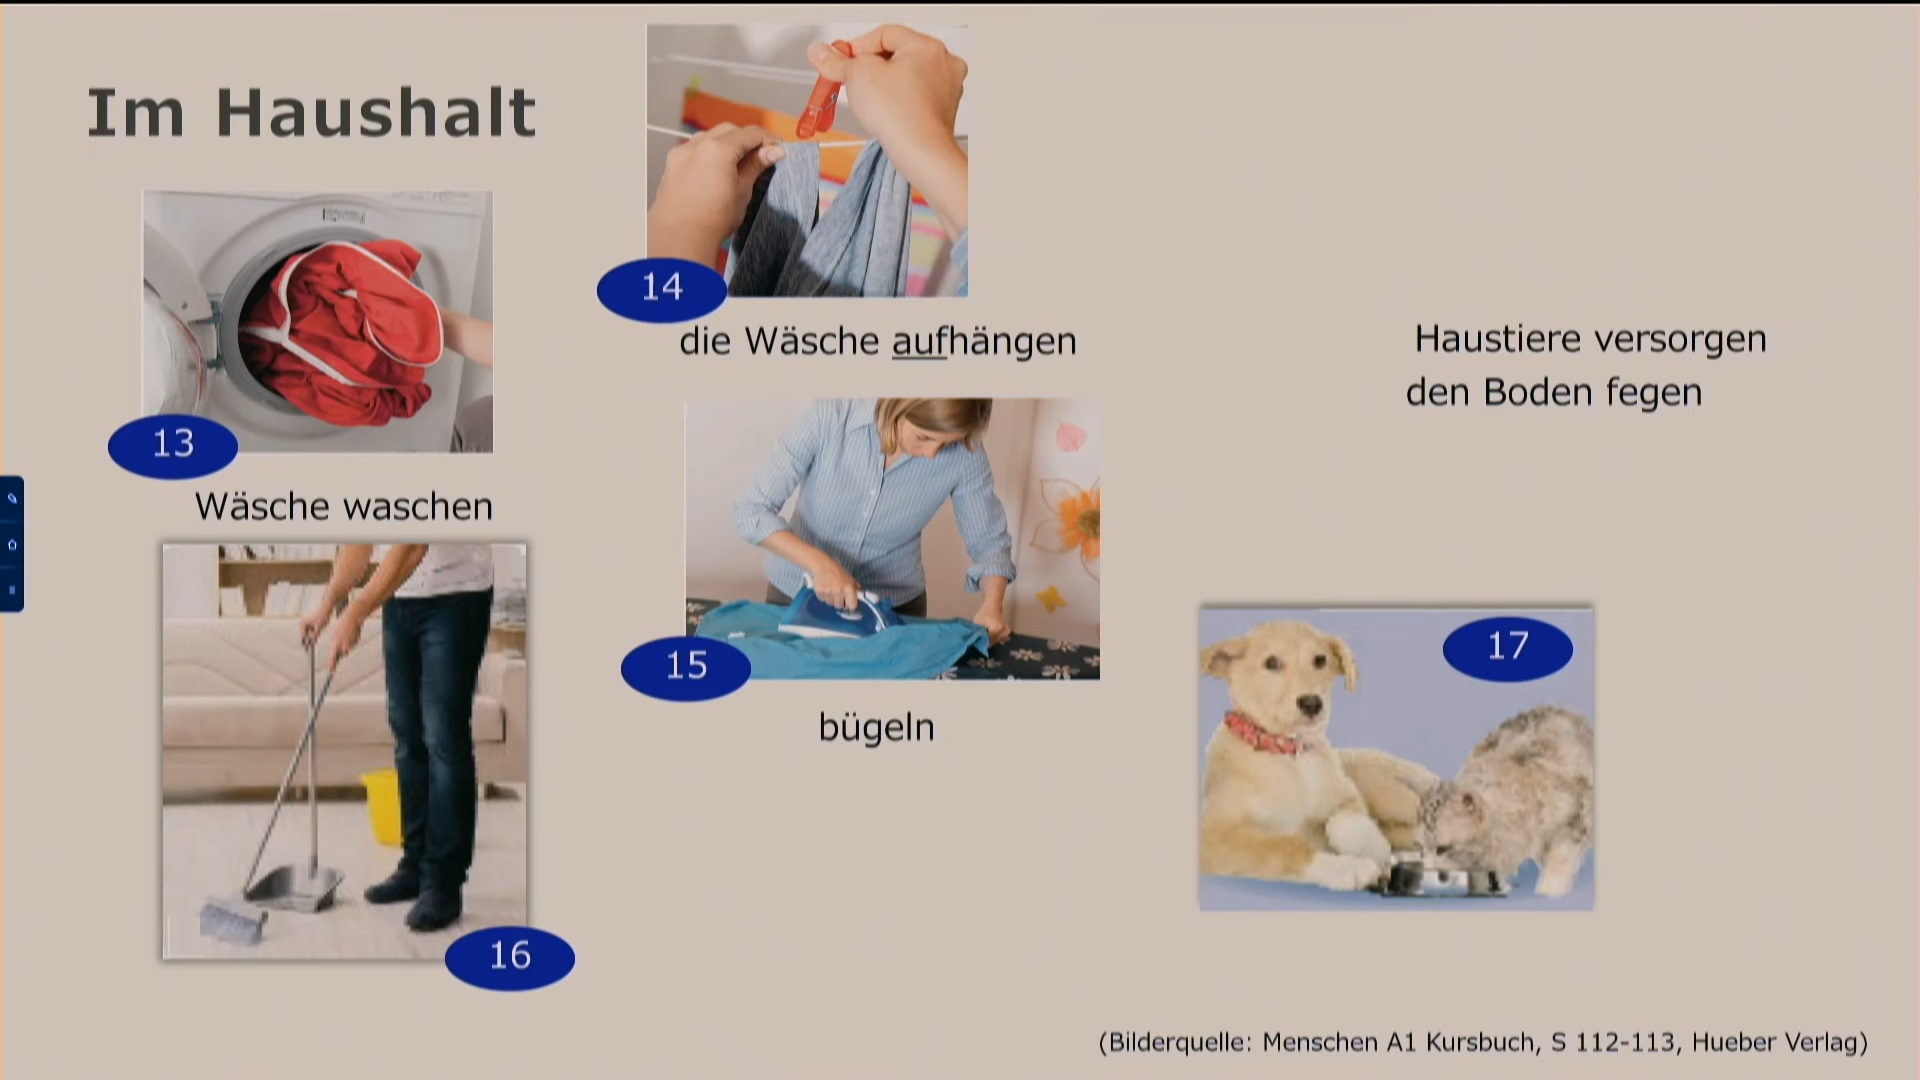 Im Haushalt
14
die Wäsche aufhängen
13
Wäsche waschen
15
bügeln
16
Haustiere versorgen
den Boden fegen
17
(Bilderquelle: Menschen A1 Kursbuch, S 112-113, Hueber Verlag)